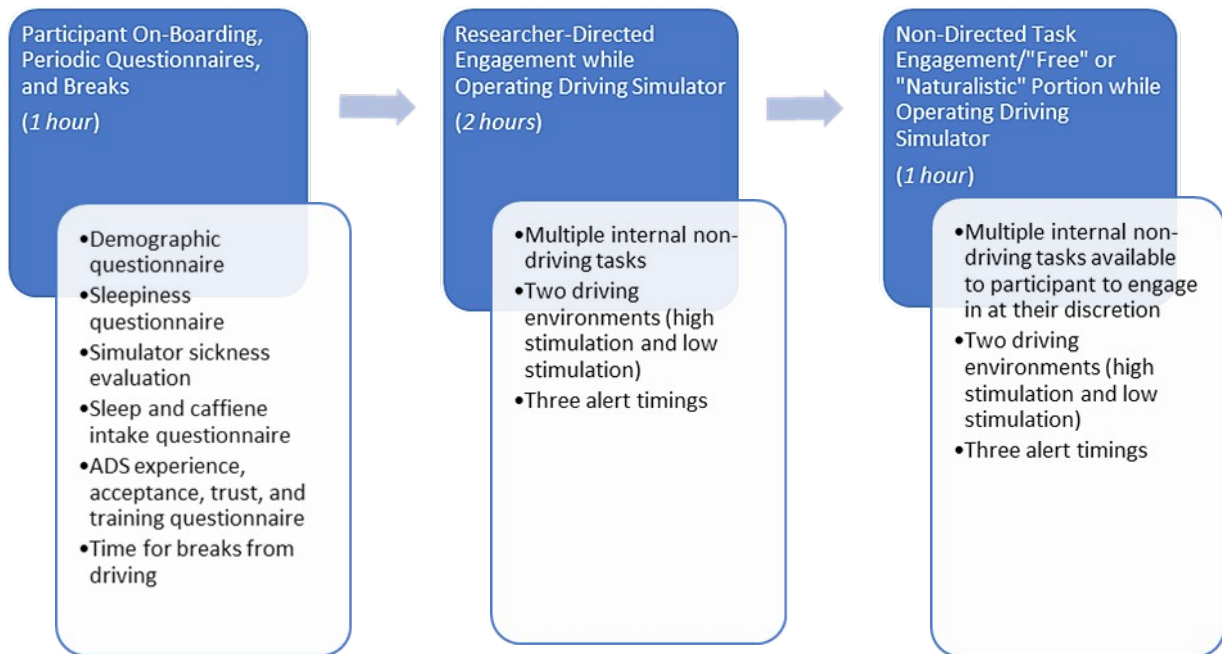 Participant On-Boarding,
Periodic Questionnaires,
and Breaks
(1 hour)
•Demographic
questionnaire
•Sleepiness
questionnaire
•Simulator sickness
evaluation
•Sleep and caffiene
intake questionnaire
•ADS experience,
acceptance, trust, and
training questionnaire
•Time for breaks from
driving
Researcher-Directed
Engagement while
Operating Driving Simulator
(2 hours)
•Multiple internal non-
driving tasks
•Two driving
environments (high
stimulation and low
stimulation)
•Three alert timings
Non-Directed Task
Engagement/"Free" or
"Naturalistic" Portion while
Operating Driving
Simulator
(1 hour)
•Multiple internal non-
driving tasks available
to participant to engage
in at their discretion
•Two driving
environments (high
stimulation and low
stimulation)
•Three alert timings